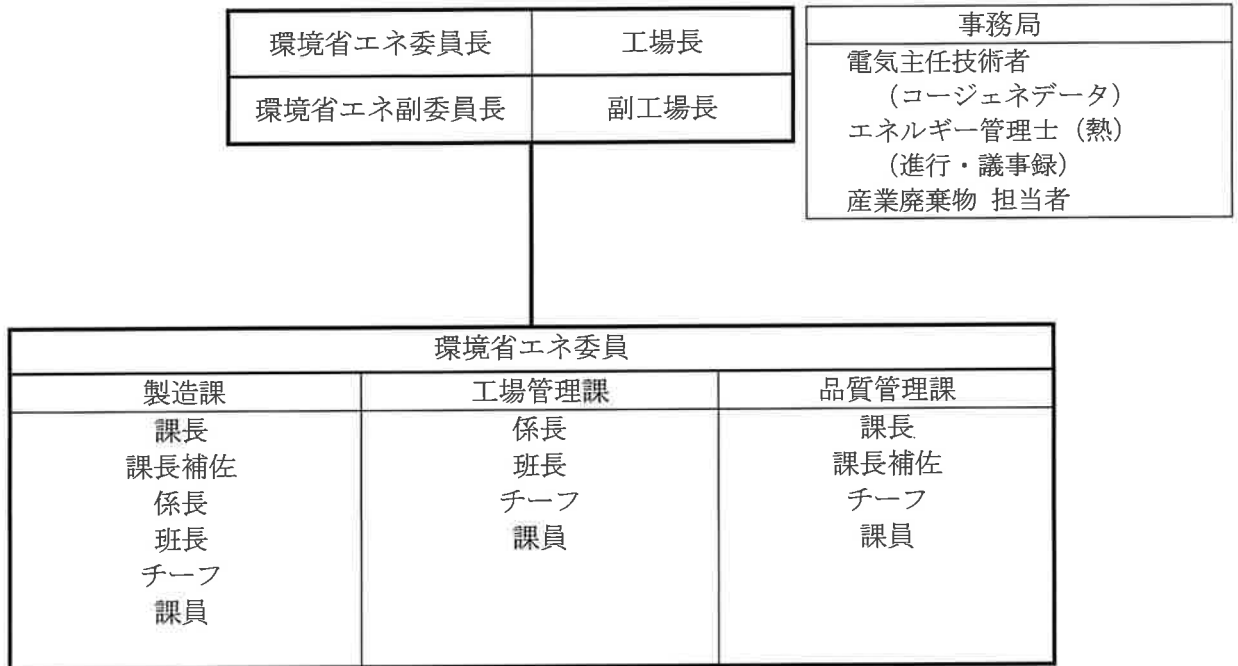 環境省エネ委員長 工場長
環境省エネ副委員長 副工場長
事務局
電気主任技術者
(コージェネデータ)
エネルギー管理士(熱)
(進行・議事録)
産業廃棄物 担当者
環境省エネ委員
製造課 工場管理課 品質管理課
課長 係長 課長
課長補佐 班長 課長補佐
係長 チーフ チーフ
班長 課員 課員
チーフ
課員